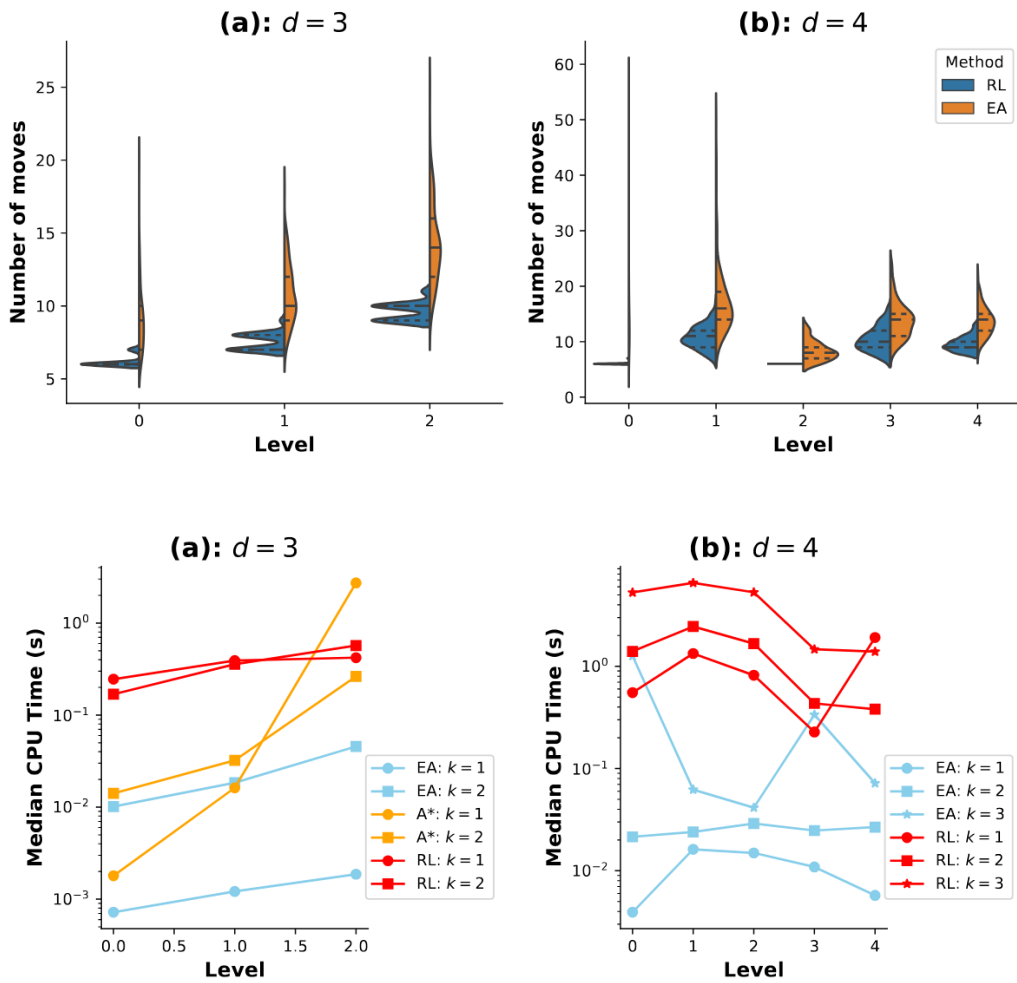 (a): d = 3
Number of moves
25
20
15
10
5
0
1
2
Level
(b): d = 4
Number of moves
60
50
40
30
20
10
0
0
1
2
3
4
Level
Method
RL
EA
(a): d = 3
Median CPU Time (s)
10^0
10^-1
10^-2
10^-3
0.0
0.5
1.0
1.5
2.0
Level
EA: k = 1
EA: k = 2
A*: k = 1
A*: k = 2
RL: k = 1
RL: k = 2
(b): d = 4
Median CPU Time (s)
10^0
10^-1
10^-2
0
1
2
3
4
Level
EA: k = 1
EA: k = 2
EA: k = 3
RL: k = 1
RL: k = 2
RL: k = 3